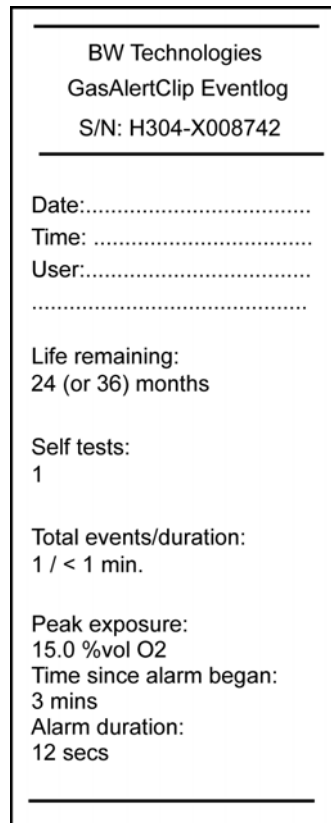 BW Technologies
GasAlertClip Eventlog
S/N: H304-X008742
Date:....................................
Time: ...................................
User:....................................
............................................
Life remaining:
24 (or 36) months
Self tests:
1
Total events/duration:
1 / < 1 min.
Peak exposure:
15.0 %vol O2
Time since alarm began:
3 mins
Alarm duration:
12 secs